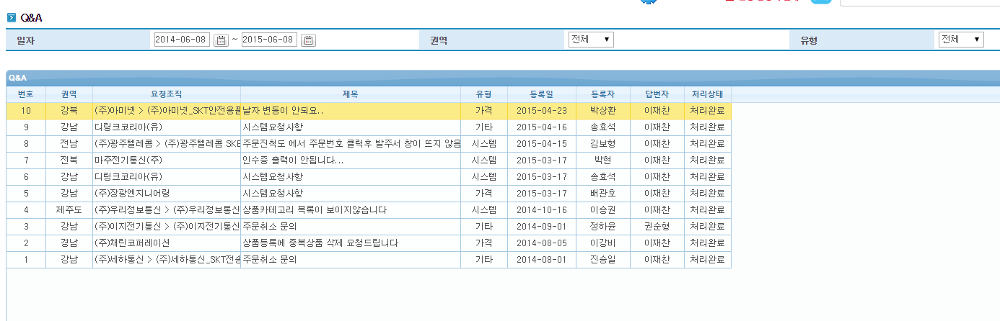 Q&A
일자 2014-06-08 ~ 2015-06-08 권역 전체 유형 전체
Q&A
번호 권역 요청조직 제목 유형 등록일 등록자 답변자 처리상태
10 강북 (주)아미넷 > (주)아미넷_SKT안전용품 날자 변동이 안되요.. 가격 2015-04-23 박상환 이재찬 처리완료
9 강남 디링크코리아(유) 시스템요청사항 기타 2015-04-16 송효석 이재찬 처리완료
8 전남 (주)광주텔레콤 > (주)광주텔레콤 SKE 주문진척도 에서 주문번호 클릭후 발주서 창이 뜨지 않음 시스템 2015-04-15 김보형 이재찬 처리완료
7 전북 마주전기통신(주) 인수증 출력이 안됩니다... 시스템 2015-03-17 박현 이재찬 처리완료
6 강남 디링크코리아(유) 시스템요청사항 시스템 2015-03-17 송효석 이재찬 처리완료
5 강남 (주)장광엔지니어링 시스템요청사항 가격 2015-03-17 배관호 이재찬 처리완료
4 제주도 (주)우리정보통신 > (주)우리정보통신 상품카테고리 목록이 보이지않습니다 시스템 2014-10-16 이승권 이재찬 처리완료
3 강남 (주)이지전기통신 > (주)이지전기통신 주문취소 문의 기타 2014-09-01 정하윤 권순형 처리완료
2 경남 (주)채린코퍼레이션 상품등록에 중복상품 삭제 요청드립니다 가격 2014-08-05 이강비 이재찬 처리완료
1 강남 (주)세하통신 > (주)세하통신_SKT전송 주문취소 문의 기타 2014-08-01 진승일 이재찬 처리완료